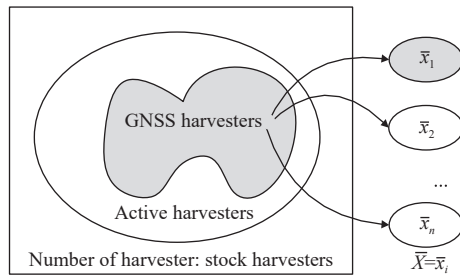 x̄₁
GNSS harvesters
x̄₂
...
Active harvesters
x̄ₙ
Number of harvester: stock harvesters
X̄=x̄ᵢ